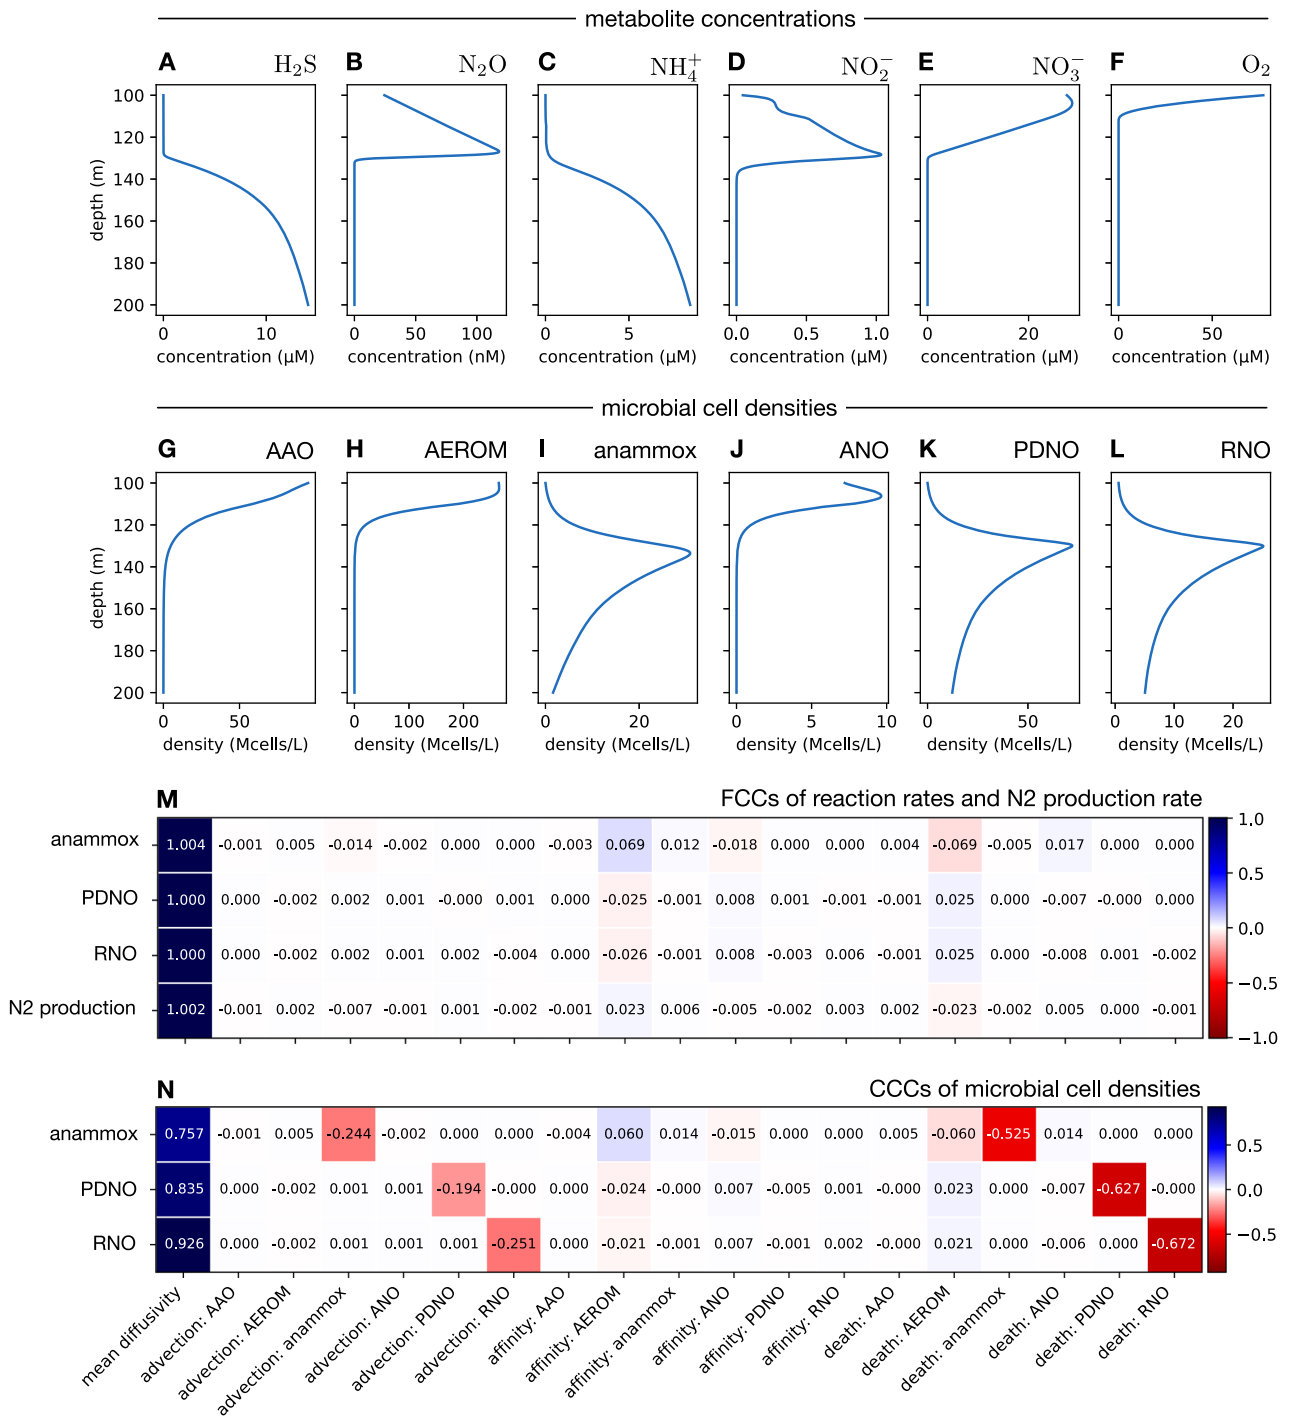 metabolite concentrations
A H₂S B N₂O C NH₄⁺ D NO₂⁻ E NO₃⁻ F O₂
100
120
140
160
180
200
depth (m)
0 10 0 50 100 0 5 0.0 0.5 1.0 0 20 0 50
concentration (µM) concentration (nM) concentration (µM) concentration (µM) concentration (µM) concentration (µM)
microbial cell densities
G AAO H AEROM I anammox J ANO K PDNO L RNO
100
120
140
160
180
200
depth (m)
0 50 0 100 200 0 20 0 5 10 0 50 0 10 20
density (Mcells/L) density (Mcells/L) density (Mcells/L) density (Mcells/L) density (Mcells/L) density (Mcells/L)
M FCCs of reaction rates and N2 production rate
anammox 1.004 -0.001 0.005 -0.014 -0.002 0.000 0.000 -0.003 0.069 0.012 -0.018 0.000 0.000 0.004 -0.069 -0.005 0.017 0.000 0.000
PDNO 1.000 0.000 -0.002 0.002 0.001 -0.000 0.001 0.000 -0.025 -0.001 0.008 0.001 -0.001 -0.001 0.025 0.000 -0.007 -0.000 0.000
RNO 1.000 0.000 -0.002 0.002 0.001 0.002 -0.004 0.000 -0.026 -0.001 0.008 -0.003 0.006 -0.001 0.025 0.000 -0.008 0.001 -0.002
N2 production 1.002 -0.001 0.002 -0.007 -0.001 0.001 -0.002 -0.002 0.023 0.006 -0.005 -0.002 0.003 0.002 -0.023 -0.002 0.005 0.000 -0.001
1.0
0.5
0.0
−0.5
−1.0
N CCCs of microbial cell densities
anammox 0.757 -0.001 0.005 -0.244 -0.002 0.000 0.000 -0.004 0.060 0.014 -0.015 0.000 0.000 0.005 -0.060 -0.525 0.014 0.000 0.000
PDNO 0.835 0.000 -0.002 0.001 0.001 -0.194 -0.000 0.000 -0.024 -0.000 0.007 -0.005 0.001 -0.000 0.023 0.000 -0.007 -0.627 -0.000
RNO 0.926 0.000 -0.002 0.001 0.001 0.001 -0.251 0.000 -0.021 -0.001 0.007 -0.001 0.002 -0.000 0.021 0.000 -0.006 0.000 -0.672
0.5
0.0
−0.5
mean diffusivity
advection: AAO
advection: AEROM
advection: anammox
advection: ANO
advection: PDNO
advection: RNO
affinity: AAO
affinity: AEROM
affinity: anammox
affinity: ANO
affinity: PDNO
affinity: RNO
death: AAO
death: AEROM
death: anammox
death: ANO
death: PDNO
death: RNO